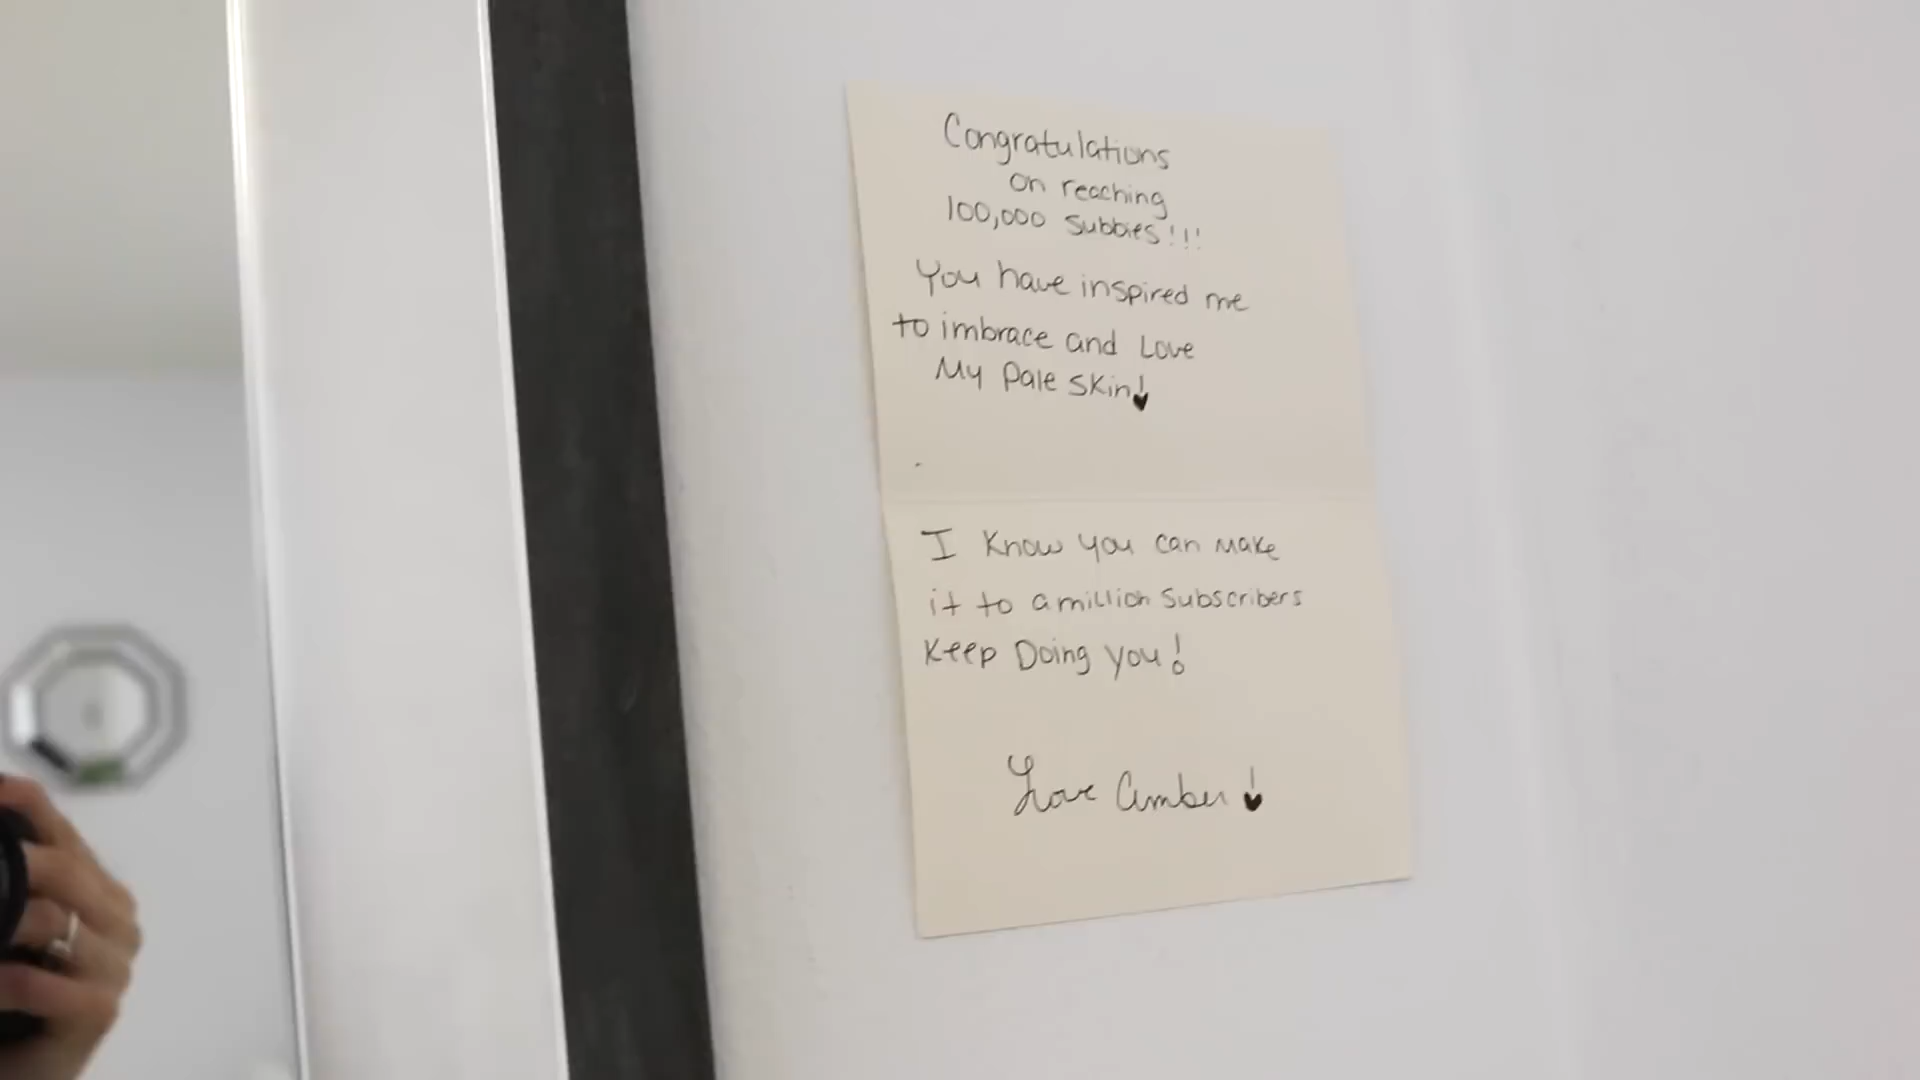 Congratulations
on reaching
100,000 Subbies!!!
You have inspired me
to imbrace and Love
My Pale Skin!
I Know you can make
it to a million Subscribers
Keep Doing you!
Love Amber!